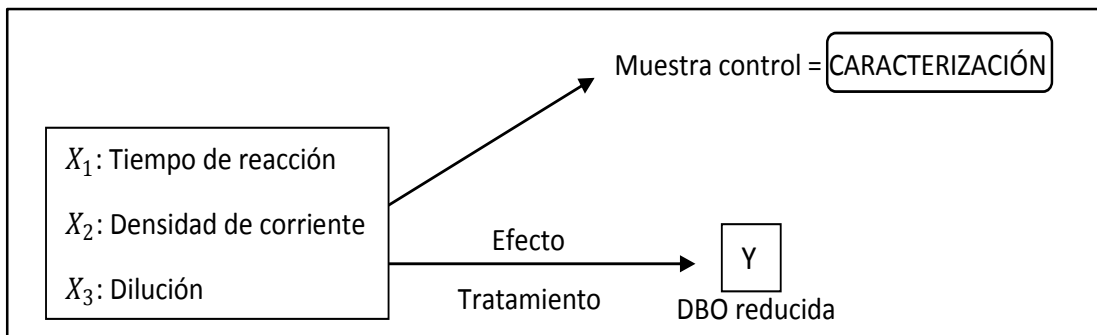 Muestra control = CARACTERIZACIÓN
X₁: Tiempo de reacción
X₂: Densidad de corriente
X₃: Dilución
Efecto
Tratamiento
Y
DBO reducida